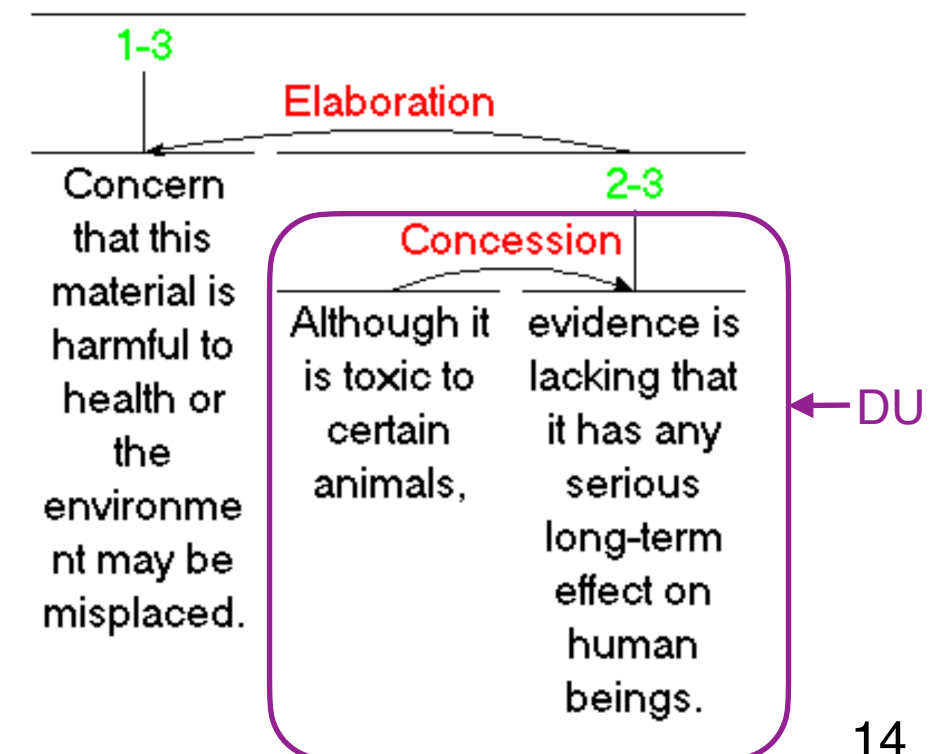 1-3
Elaboration
Concern
that this
material is
harmful to
health or
the
environme
nt may be
misplaced.
2-3
Concession
Although it
is toxic to
certain
animals,
evidence is
lacking that
it has any
serious
long-term
effect on
human
beings.
DU
14